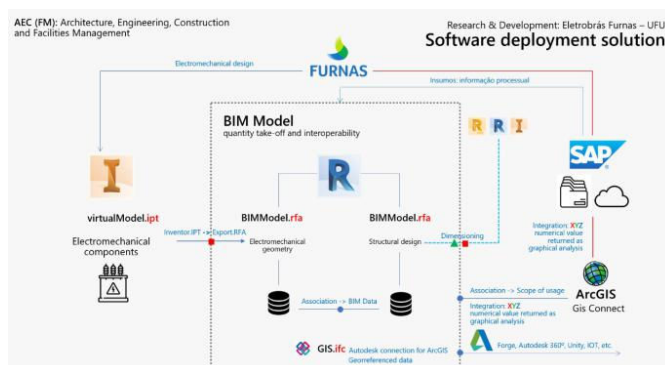 AEC (FM): Architecture, Engineering, Construction
and Facilities Management
Research & Development: Eletrobrás Furnas – UFU
Software deployment solution
Electromechanical design
FURNAS
Insumos: informação processual
BIM Model
quantity take-off and interoperability
R
R
I
I
R
SAP
virtualModel.ipt
BIMModel.rfa
BIMModel.rfa
Electromechanical
components
Inventor.IPT -> Export.RFA
Electromechanical
geometry
Structural design
Dimensioning
Integration: XYZ
numerical value
returned as
graphical analysis
Association -> BIM Data
Association -> Scope of usage
Integration: XYZ
numerical value returned as
graphical analysis
ArcGIS
Gis Connect
GIS.ifc
Autodesk connection for ArcGIS
Georreferenced data
Forge, Autodesk 360º, Unity, IOT, etc.